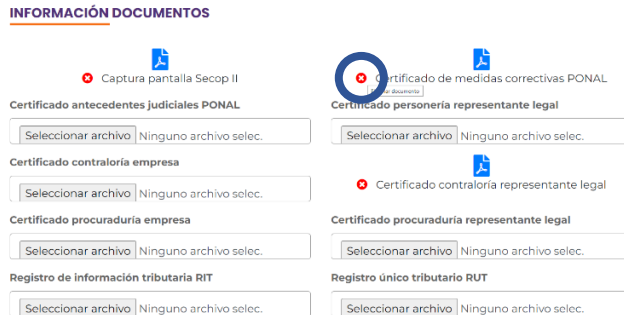 INFORMACIÓN DOCUMENTOS
Captura pantalla Secop II
Certificado de medidas correctivas PONAL
documento
Certificado antecedentes judiciales PONAL
Certificado personería representante legal
Seleccionar archivo Ninguno archivo selec.
Seleccionar archivo Ninguno archivo selec.
Certificado contraloría empresa
Seleccionar archivo Ninguno archivo selec.
Certificado contraloría representante legal
Certificado procuraduría empresa
Certificado procuraduría representante legal
Seleccionar archivo Ninguno archivo selec.
Seleccionar archivo Ninguno archivo selec.
Registro de información tributaria RIT
Registro único tributario RUT
Seleccionar archivo Ninguno archivo selec.
Seleccionar archivo Ninguno archivo selec.